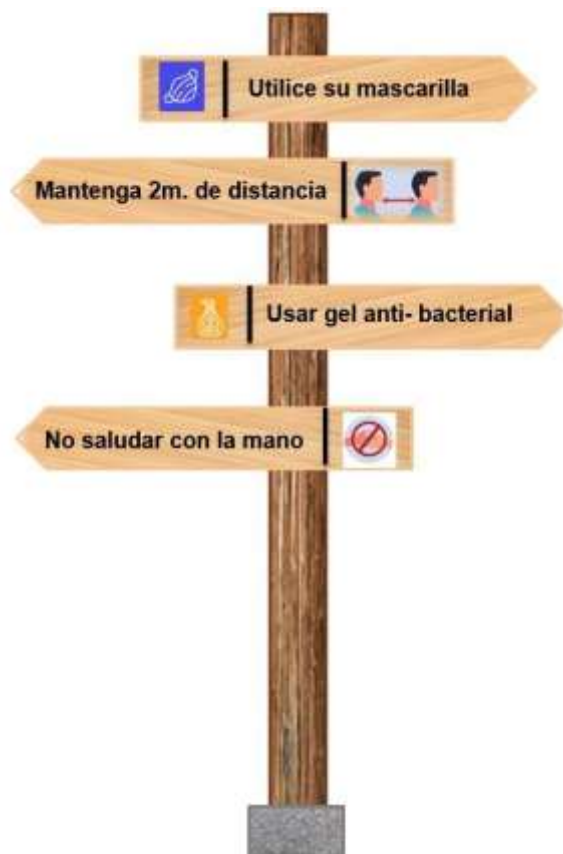 Utilice su mascarilla
Mantenga 2m. de distancia
Usar gel anti- bacterial
No saludar con la mano